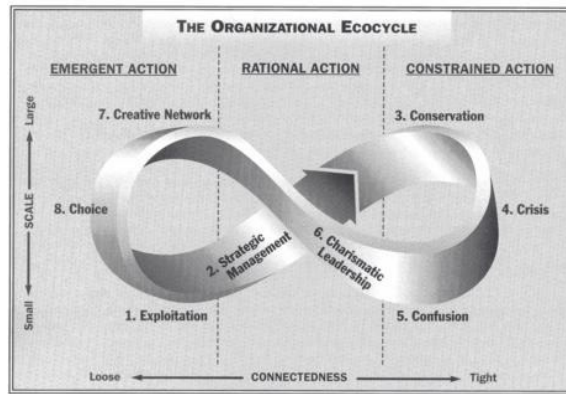 THE ORGANIZATIONAL ECOCYCLE
EMERGENT ACTION
RATIONAL ACTION
CONSTRAINED ACTION
7. Creative Network
3. Conservation
Large
SCALE
Small
8. Choice
4. Crisis
2. Strategic
Management
6. Charismatic
Leadership
1. Exploitation
5. Confusion
Loose
CONNECTEDNESS
Tight